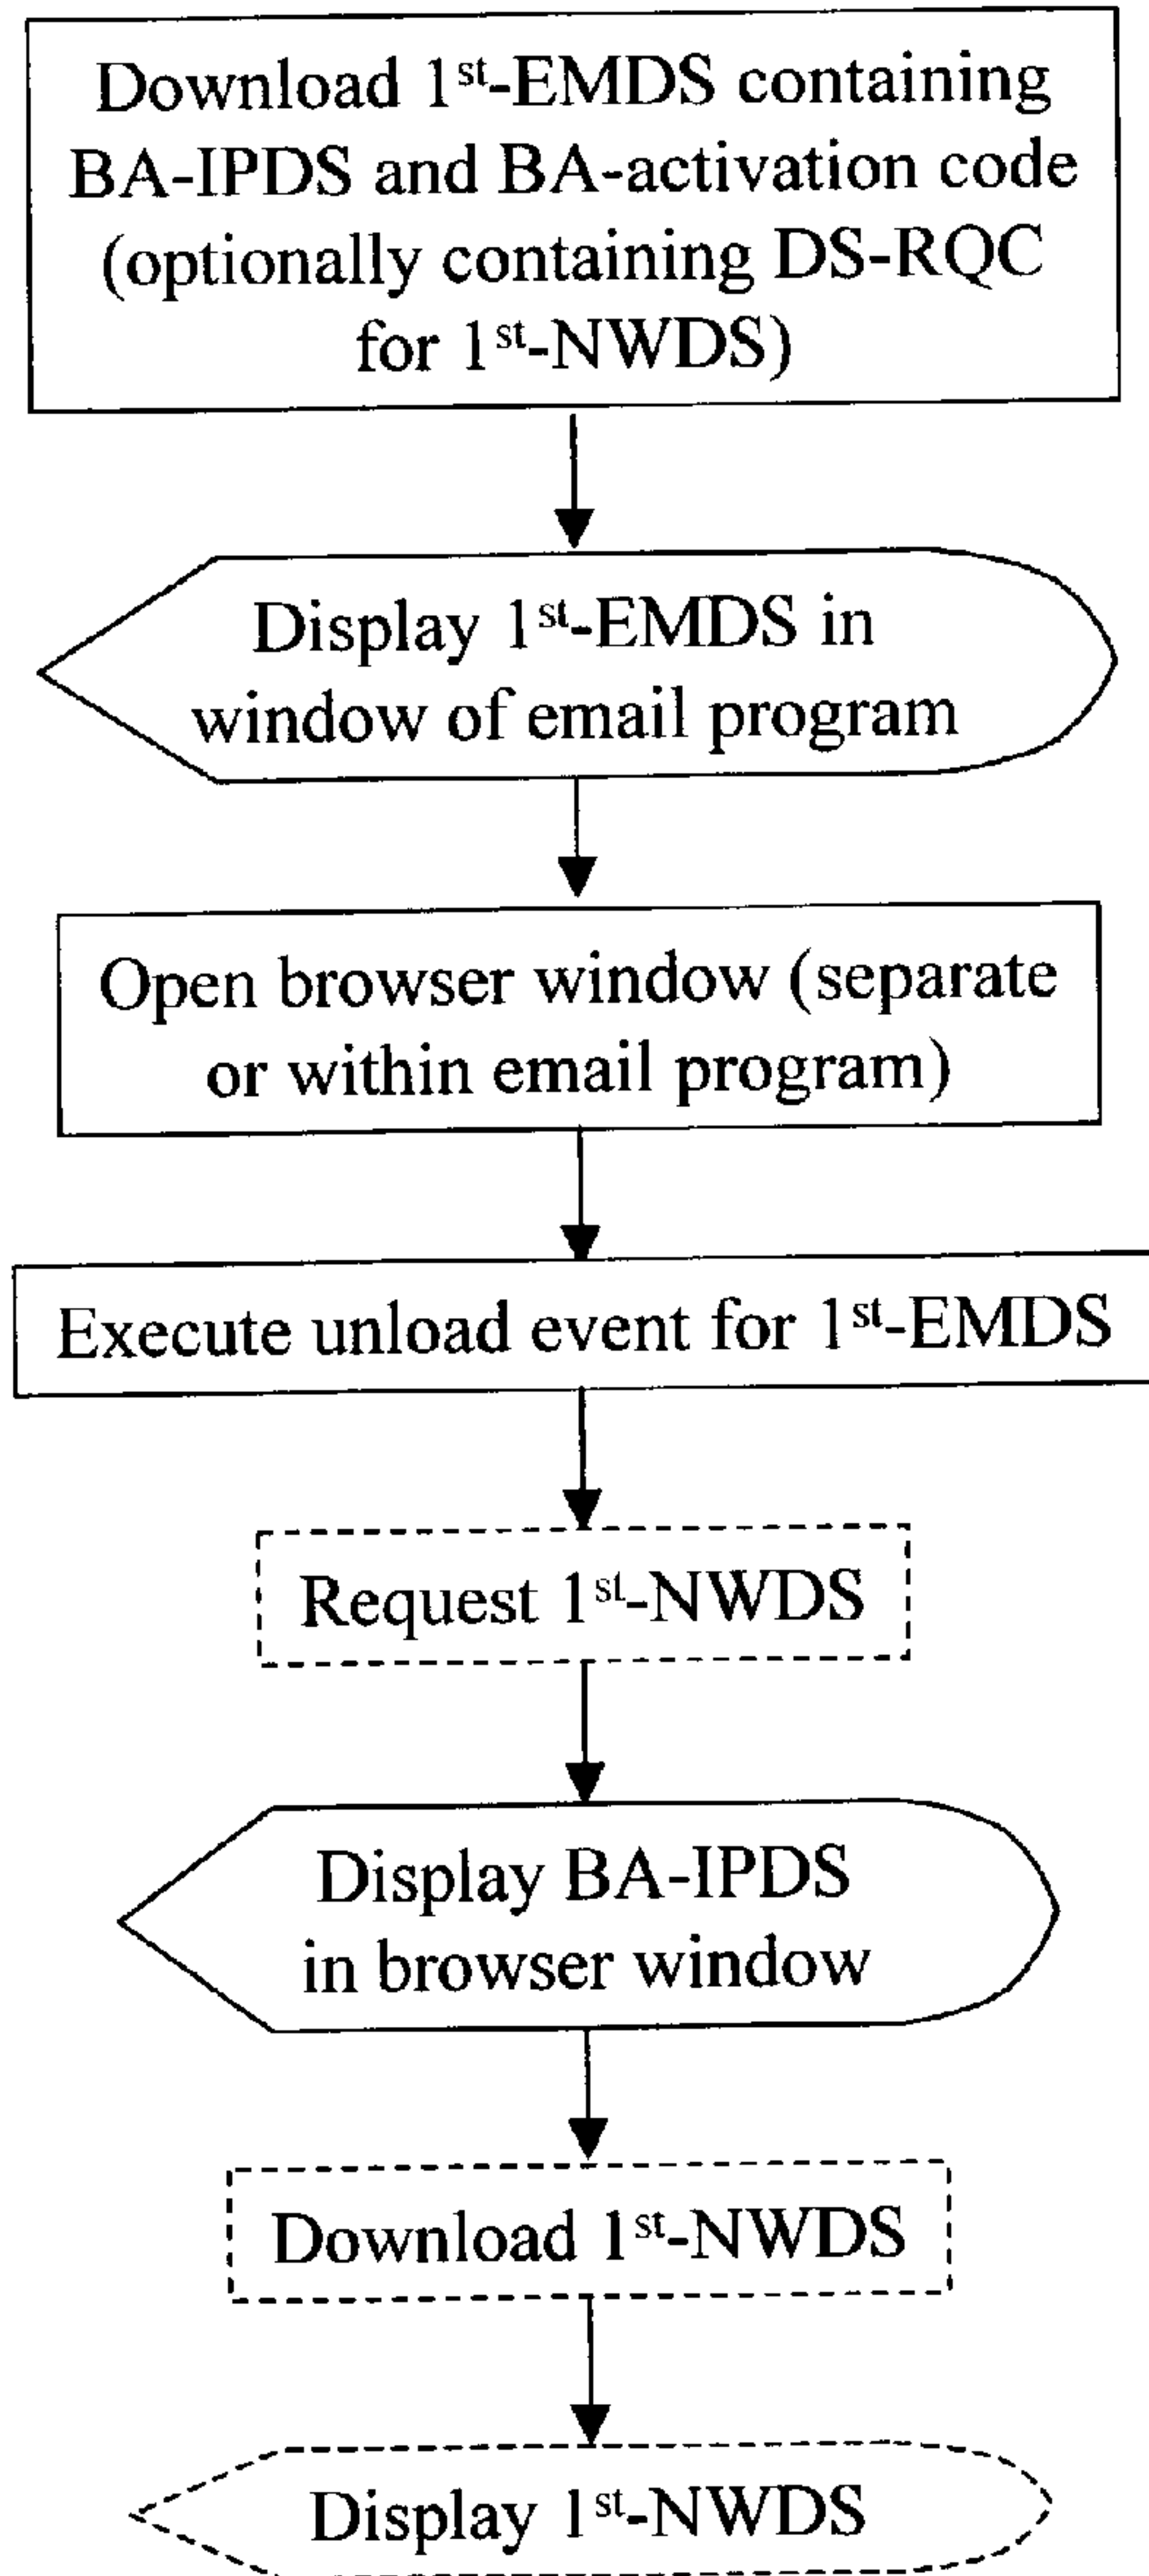 Download 1st-EMDS containing
BA-IPDS and BA-activation code
(optionally containing DS-RQC
for 1st-NWDS)
Display 1st-EMDS in
window of email program
Open browser window (separate
or within email program)
Execute unload event for 1st-EMDS
Request 1st-NWDS
Display BA-IPDS
in browser window
Download 1st-NWDS
Display 1st-NWDS